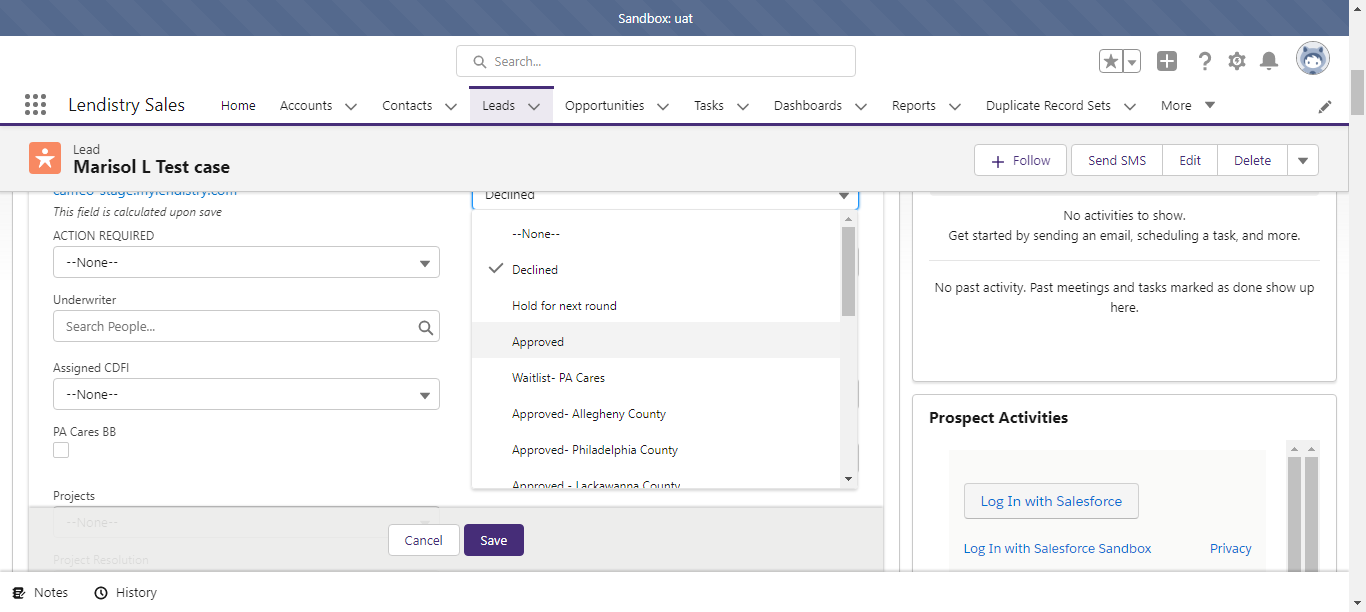 Sandbox: uat
Search...
Lendistry Sales
Home
Accounts
Contacts
Leads
Opportunities
Tasks
Dashboards
Reports
Duplicate Record Sets
More
Lead
Marisol L Test case
Follow
Send SMS
Edit
Delete
cameo-stage.mylendistry.com
This field is calculated upon save
ACTION REQUIRED
--None--
Underwriter
Search People...
Assigned CDFI
--None--
PA Cares BB
Projects
--None--
Project Resolution
Declined
--None--
Declined
Hold for next round
Approved
Waitlist- PA Cares
Approved- Allegheny County
Approved- Philadelphia County
Approved - Lackawanna County
Cancel
Save
No activities to show.
Get started by sending an email, scheduling a task, and more.
No past activity. Past meetings and tasks marked as done show up
here.
Prospect Activities
Log In with Salesforce
Log In with Salesforce Sandbox
Privacy
Notes
History